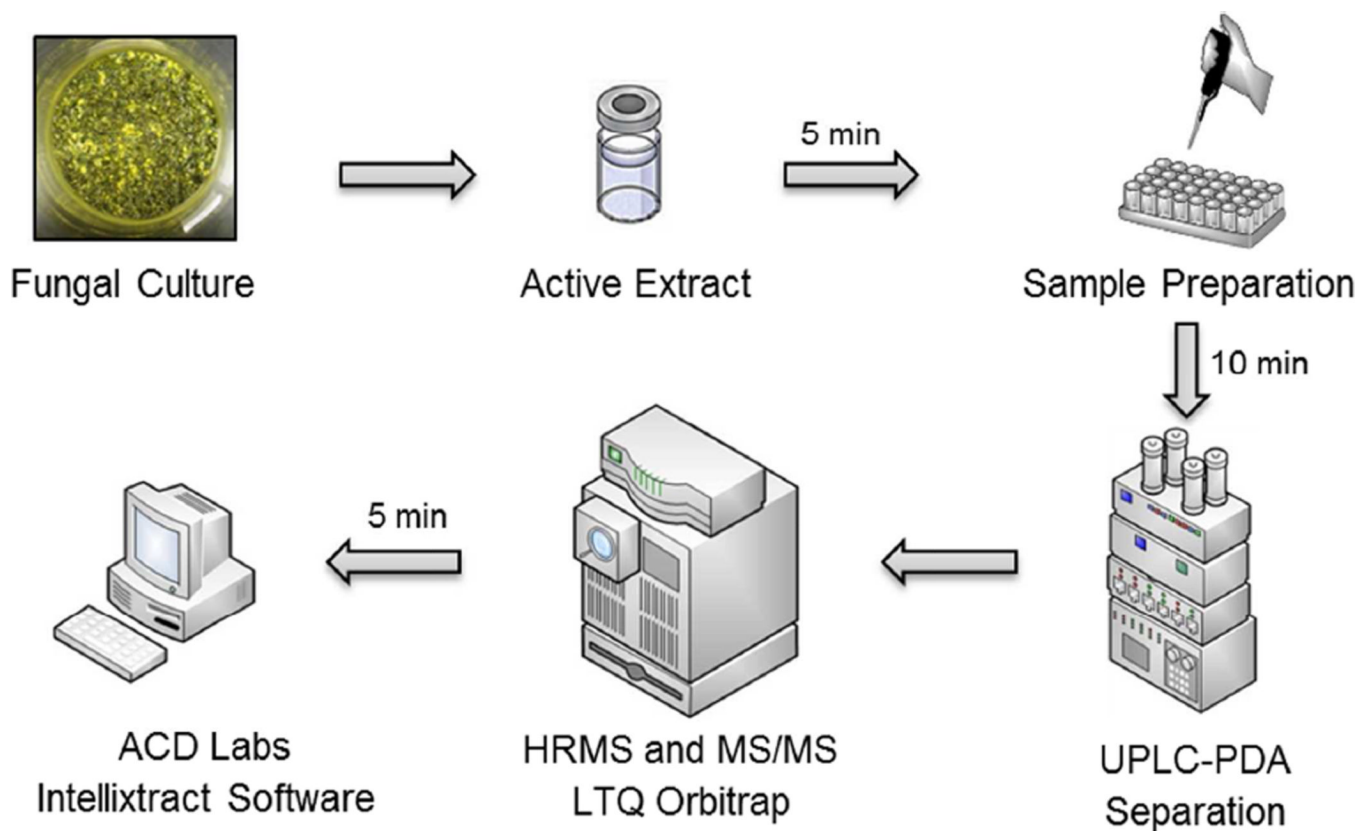 5 min
Fungal Culture
Active Extract
Sample Preparation
10 min
5 min
ACD Labs
Intellixtract Software
HRMS and MS/MS
LTQ Orbitrap
UPLC-PDA
Separation